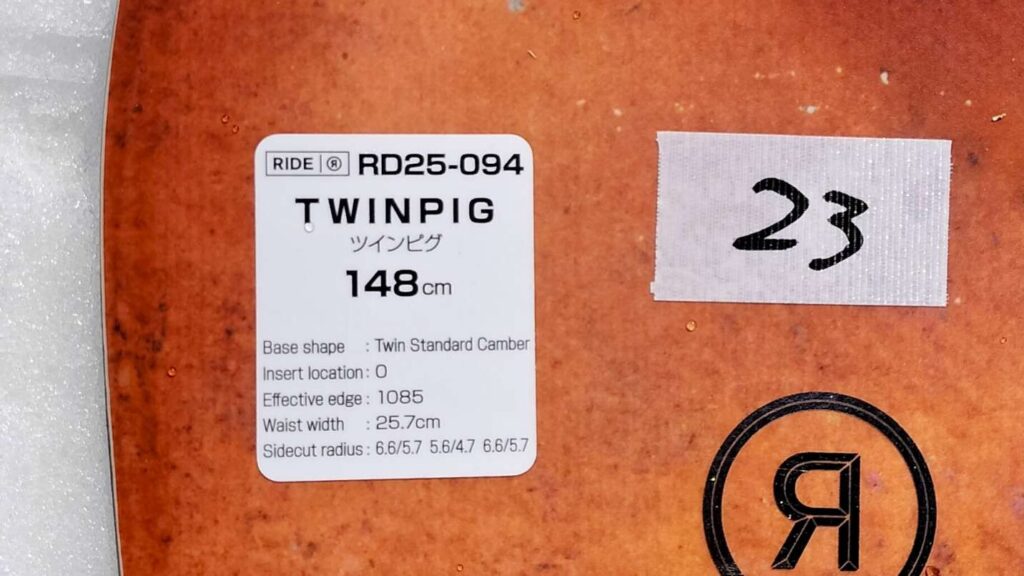 RIDE R RD25-094
TWINPIG
ツインピグ
148cm
Base shape : Twin Standard Camber
Insert location : 0
Effective edge : 1085
Waist width : 25.7cm
Sidecut radius : 6.6/5.7 5.6/4.7 6.6/5.7
23
R